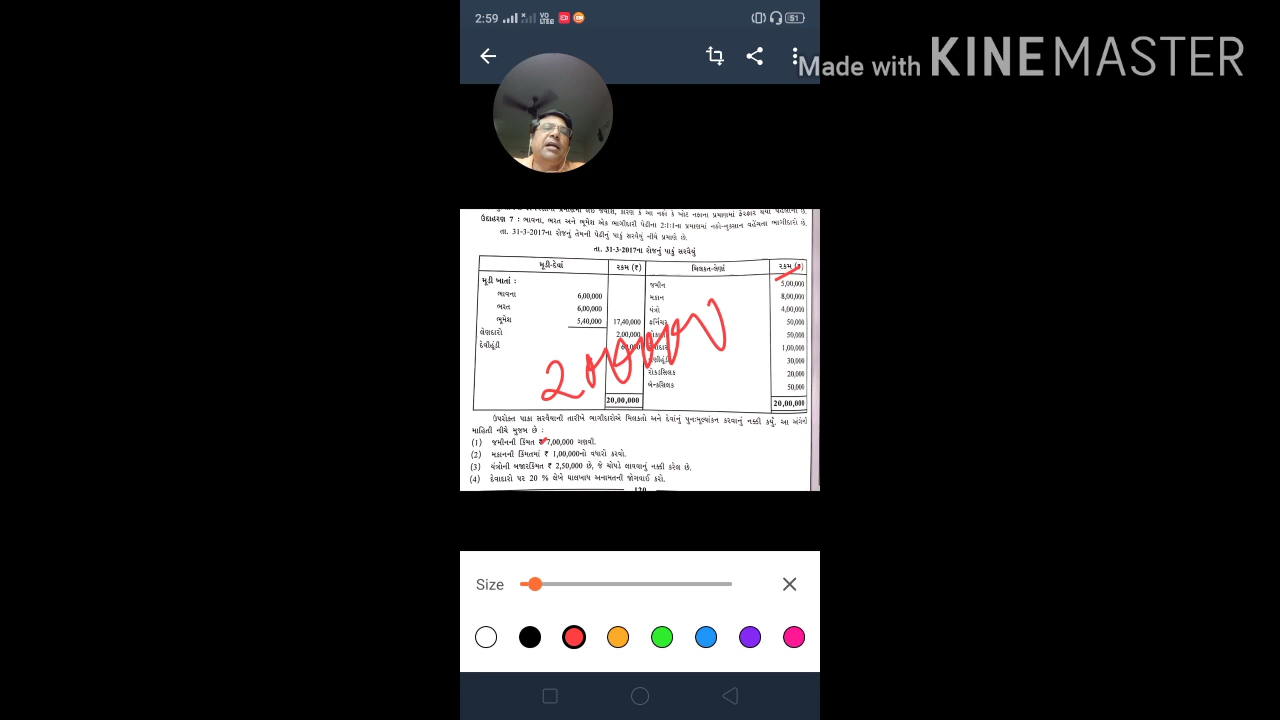 2:59
VO
LTE
51
Made with KINEMASTER
ઉદાહરણ 7 : ભાવના, ભરત અને ભૂમેશ એક ભાગીદારી પેઢીના 2:1:1ના પ્રમાણમાં નફો-નુકસાન વહેંચતા ભાગીદારો છે.
તા. 31-3-2017ના રોજનું તેમની પેઢીનું પાકું સરવૈયું નીચે પ્રમાણે છે.
તા. 31-3-2017ના રોજનું પાકું સરવૈયું
મૂડી-દેવાં રકમ (₹) મિલકત-લેણાં રકમ
મૂડી ખાતાં : જમીન 5,00,000
ભાવના 6,00,000 મકાન 8,00,000
ભરત 6,00,000 યંત્રો 4,00,000
ભૂમેશ 5,40,000 17,40,000 ફર્નિચર 50,000
લેણદારો 2,00,000 50,000
દેવીહૂંડી 1,00,000
30,000
રોકડસિલક 20,000
બેન્કસિલક 50,000
20,00,000 20,00,000
ઉપરોક્ત પાકા સરવૈયાની તારીખે ભાગીદારોએ મિલકતો અને દેવાંનું પુનઃમૂલ્યાંકન કરવાનું નક્કી કર્યું. આ અંગેની
માહિતી નીચે મુજબ છે :
(1) જમીનની કિંમત ₹ 7,00,000 ગણવી.
(2) મકાનની કિંમતમાં ₹ 1,00,000નો વધારો કરવો.
(3) યંત્રોની બજારકિંમત ₹ 2,50,000 છે, જે ચોપડે લાવવાનું નક્કી કરેલ છે.
(4) દેવાદારો પર 20 % લેખે ઘાલખાધ અનામતની જોગવાઈ કરો.
Size